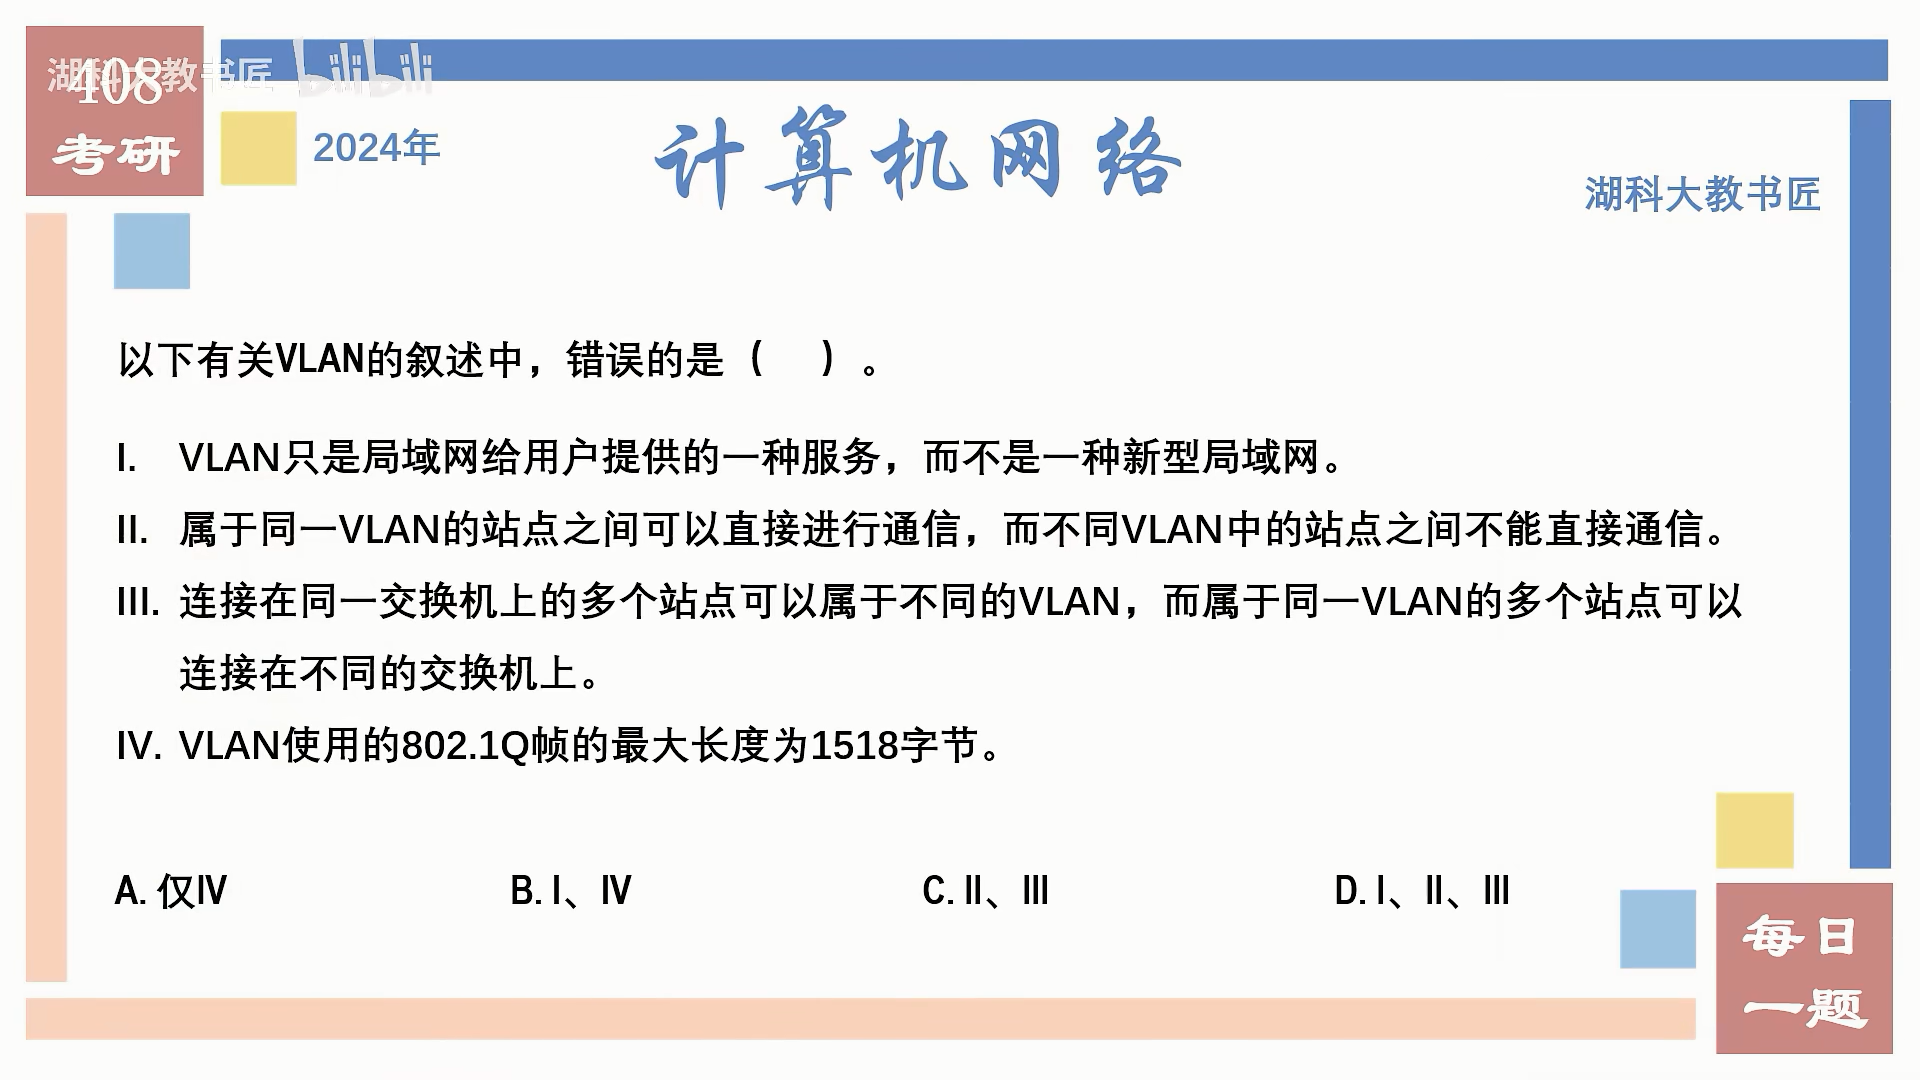 湖科大教书匠 bilibili
408
考研
2024年
计算机网络
湖科大教书匠
以下有关VLAN的叙述中，错误的是（ ）。
I. VLAN只是局域网给用户提供的一种服务，而不是一种新型局域网。
II. 属于同一VLAN的站点之间可以直接进行通信，而不同VLAN中的站点之间不能直接通信。
III. 连接在同一交换机上的多个站点可以属于不同的VLAN，而属于同一VLAN的多个站点可以
连接在不同的交换机上。
IV. VLAN使用的802.1Q帧的最大长度为1518字节。
A. 仅IV B. I、IV C. II、III D. I、II、III
每日
一题